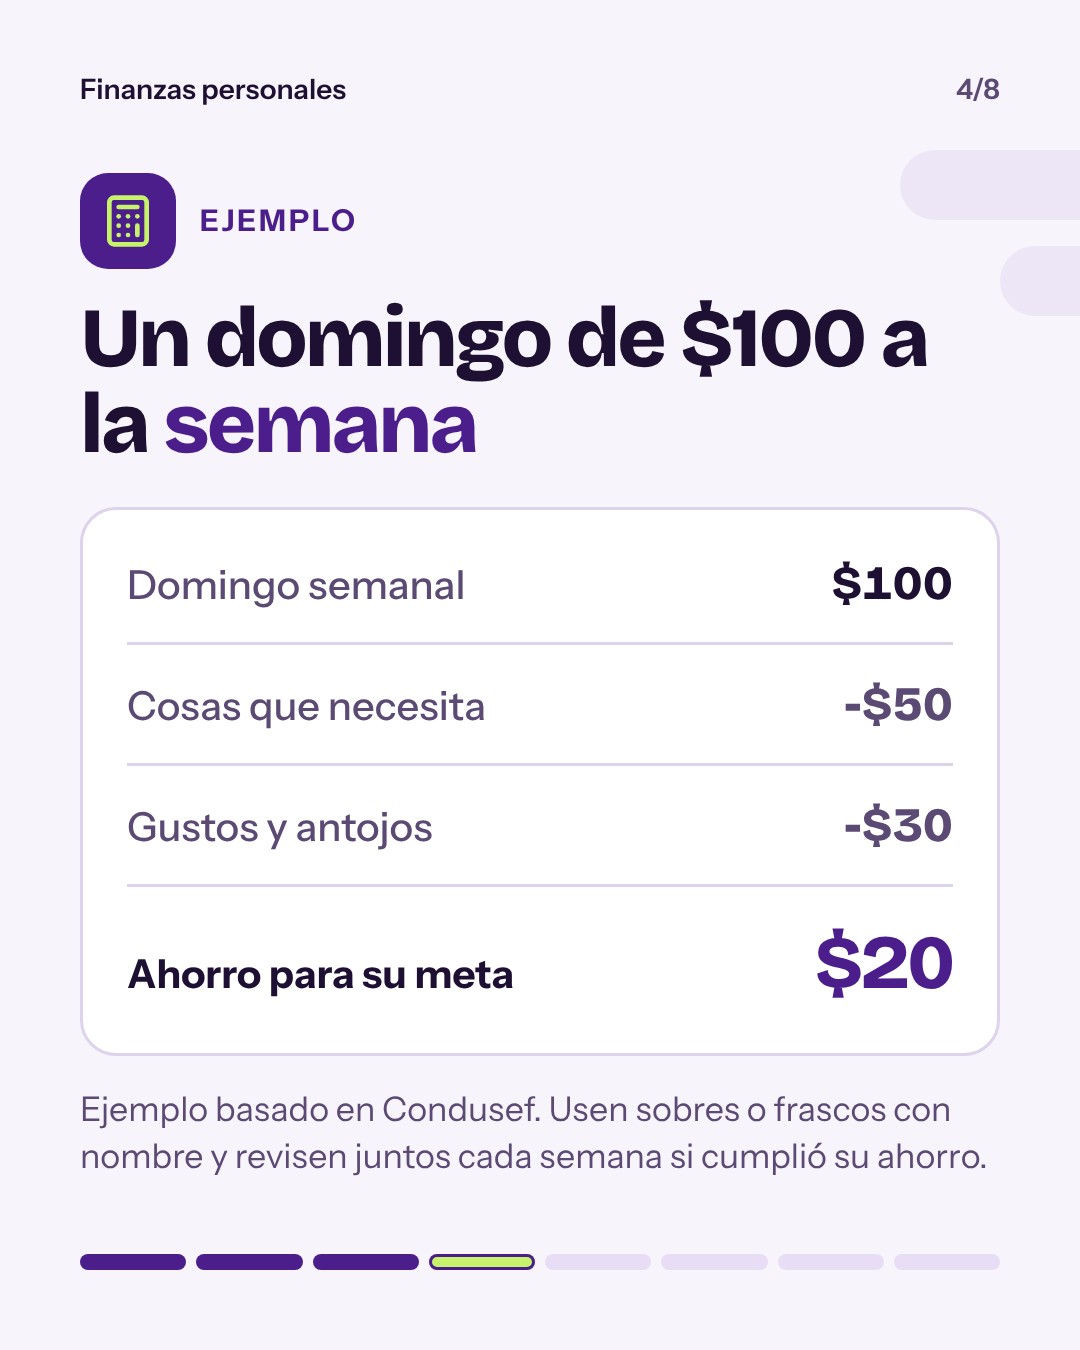 Finanzas personales
4/8
EJEMPLO
Un domingo de $100 a
la semana
Domingo semanal $100
Cosas que necesita -$50
Gustos y antojos -$30
Ahorro para su meta $20
Ejemplo basado en Condusef. Usen sobres o frascos con
nombre y revisen juntos cada semana si cumplió su ahorro.